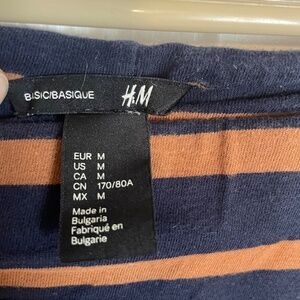 BASIC/BASIQUE
H&M
EUR M
US M
CA M
CN 170/80A
MX M
Made in
Bulgaria
Fabriqué en
Bulgarie